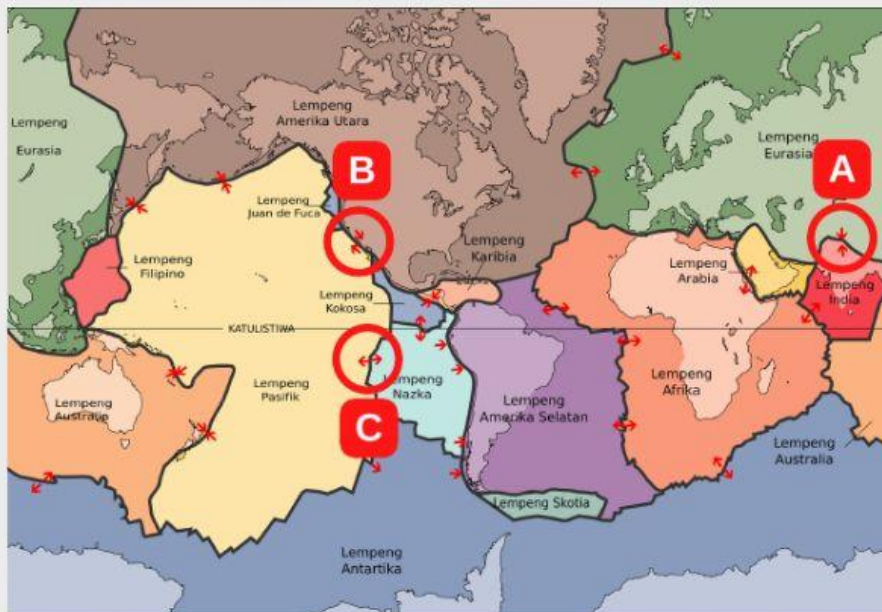 Lempeng
Amerika Utara
Lempeng
Eurasia
Lempeng
Eurasia
A
B
Lempeng
Juan de Fuca
Lempeng
Filipino
Lempeng
Karibia
Lempeng
Arabia
Lempeng
India
Lempeng
Kokosa
KATULISTIWA
Lempeng
Australia
Lempeng
Pasifik
Lempeng
Nazka
Lempeng
Amerika Selatan
Lempeng
Afrika
C
Lempeng
Australia
Lempeng Skotia
Lempeng
Antartika